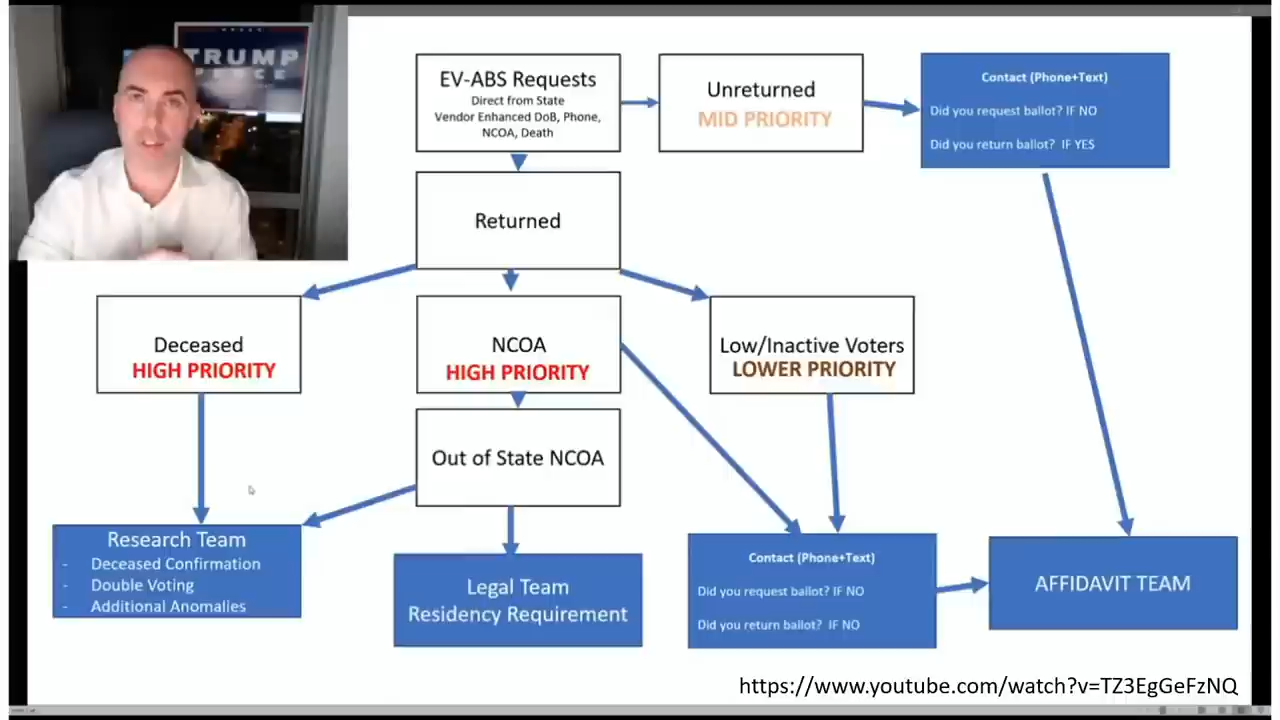 TRUMP
PENCE
EV-ABS Requests
Direct from State
Vendor Enhanced DoB, Phone,
NCOA, Death
Unreturned
MID PRIORITY
Contact (Phone+Text)
Did you request ballot? IF NO
Did you return ballot?  IF YES
Returned
Deceased
HIGH PRIORITY
NCOA
HIGH PRIORITY
Low/Inactive Voters
LOWER PRIORITY
Out of State NCOA
Research Team
- Deceased Confirmation
- Double Voting
- Additional Anomalies
Legal Team
Residency Requirement
Contact (Phone+Text)
Did you request ballot? IF NO
Did you return ballot?  IF NO
AFFIDAVIT TEAM
https://www.youtube.com/watch?v=TZ3EgGeFzNQ